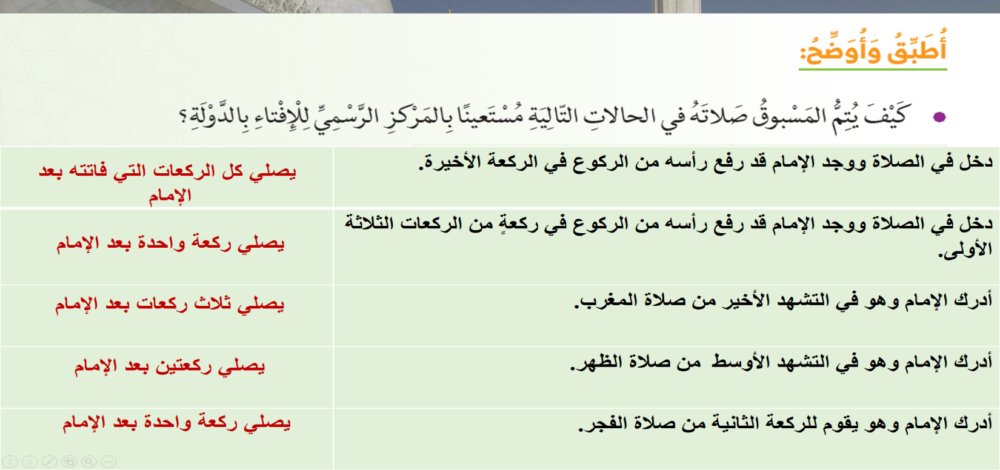 أُطَبِّقُ وَأُوَضِّحُ:
كَيْفَ يُتِمُّ المَسْبوقُ صَلاتَهُ في الحالاتِ التّالِيَةِ مُسْتَعينًا بِالمَرْكزِ الرَّسْمِيِّ لِلْإِفْتاءِ بِالدَّوْلَةِ؟
دخل في الصلاة ووجد الإمام قد رفع رأسه من الركوع في الركعة الأخيرة.
يصلي كل الركعات التي فاتته بعد
الإمام
دخل في الصلاة ووجد الإمام قد رفع رأسه من الركوع في ركعةٍ من الركعات الثلاثة
الأولى.
يصلي ركعة واحدة بعد الإمام
أدرك الإمام وهو في التشهد الأخير من صلاة المغرب.
يصلي ثلاث ركعات بعد الإمام
أدرك الإمام وهو في التشهد الأوسط من صلاة الظهر.
يصلي ركعتين بعد الإمام
أدرك الإمام وهو يقوم للركعة الثانية من صلاة الفجر.
يصلي ركعة واحدة بعد الإمام